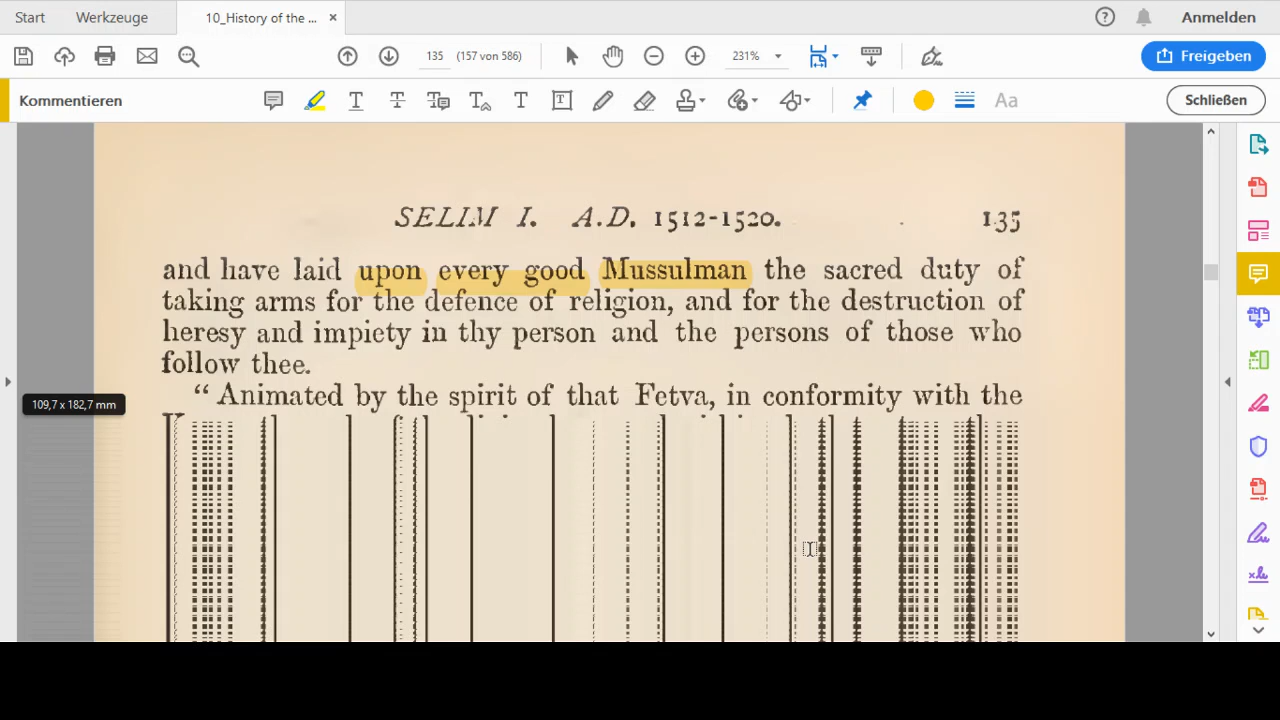 Start Werkzeuge 10_History of the ... × Anmelden
135 (157 von 586) 231% Freigeben
Kommentieren Aa Schließen
SELIM I. A.D. 1512-1520. 135
and have laid upon every good Mussulman the sacred duty of
taking arms for the defence of religion, and for the destruction of
heresy and impiety in thy person and the persons of those who
follow thee.
“ Animated by the spirit of that Fetva, in conformity with the
109,7 x 182,7 mm